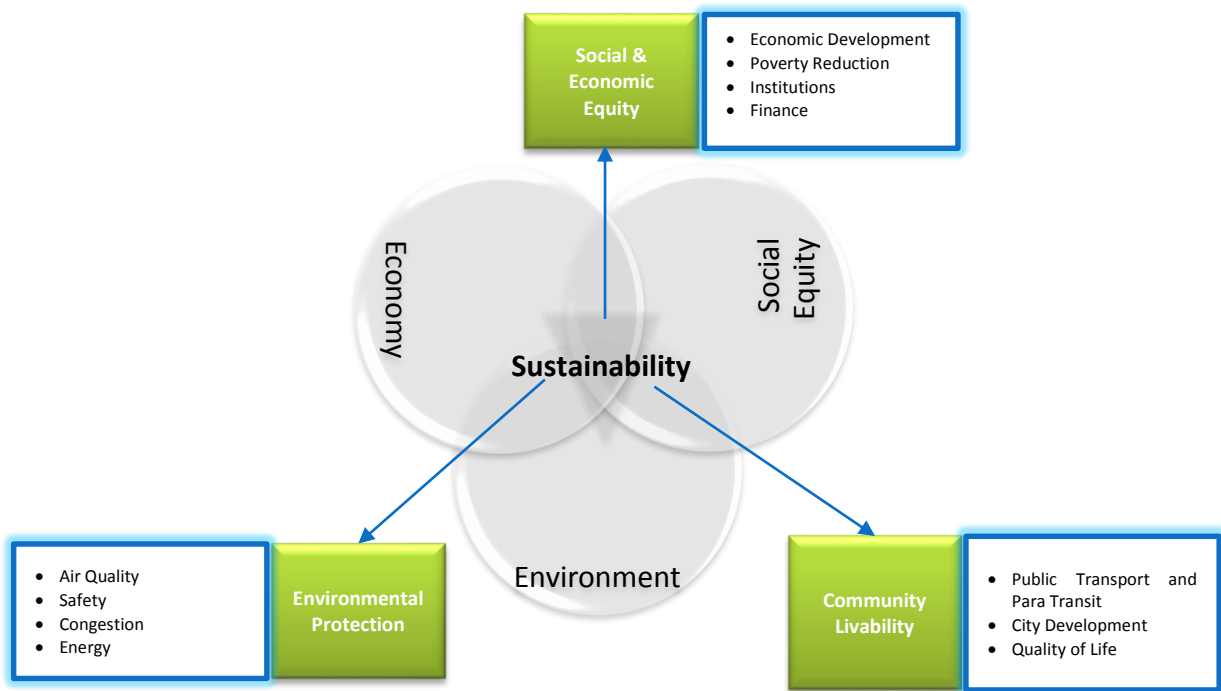 Social &
Economic
Equity
• Economic Development
• Poverty Reduction
• Institutions
• Finance
Economy
Social
Equity
Sustainability
Environment
• Air Quality
• Safety
• Congestion
• Energy
Environmental
Protection
Community
Livability
• Public Transport and
Para Transit
• City Development
• Quality of Life